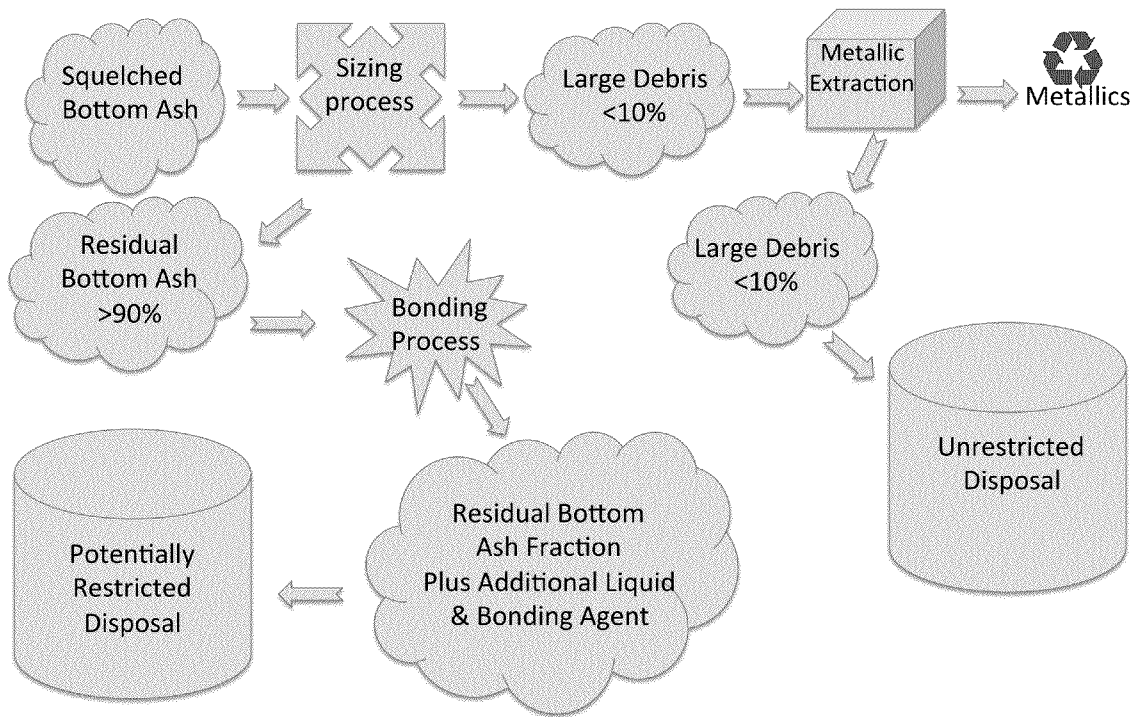 Squelched
Bottom Ash
Sizing
process
Large Debris
<10%
Metallic
Extraction
Metallics
Residual
Bottom Ash
>90%
Bonding
Process
Large Debris
<10%
Unrestricted
Disposal
Residual Bottom
Ash Fraction
Plus Additional Liquid
& Bonding Agent
Potentially
Restricted
Disposal